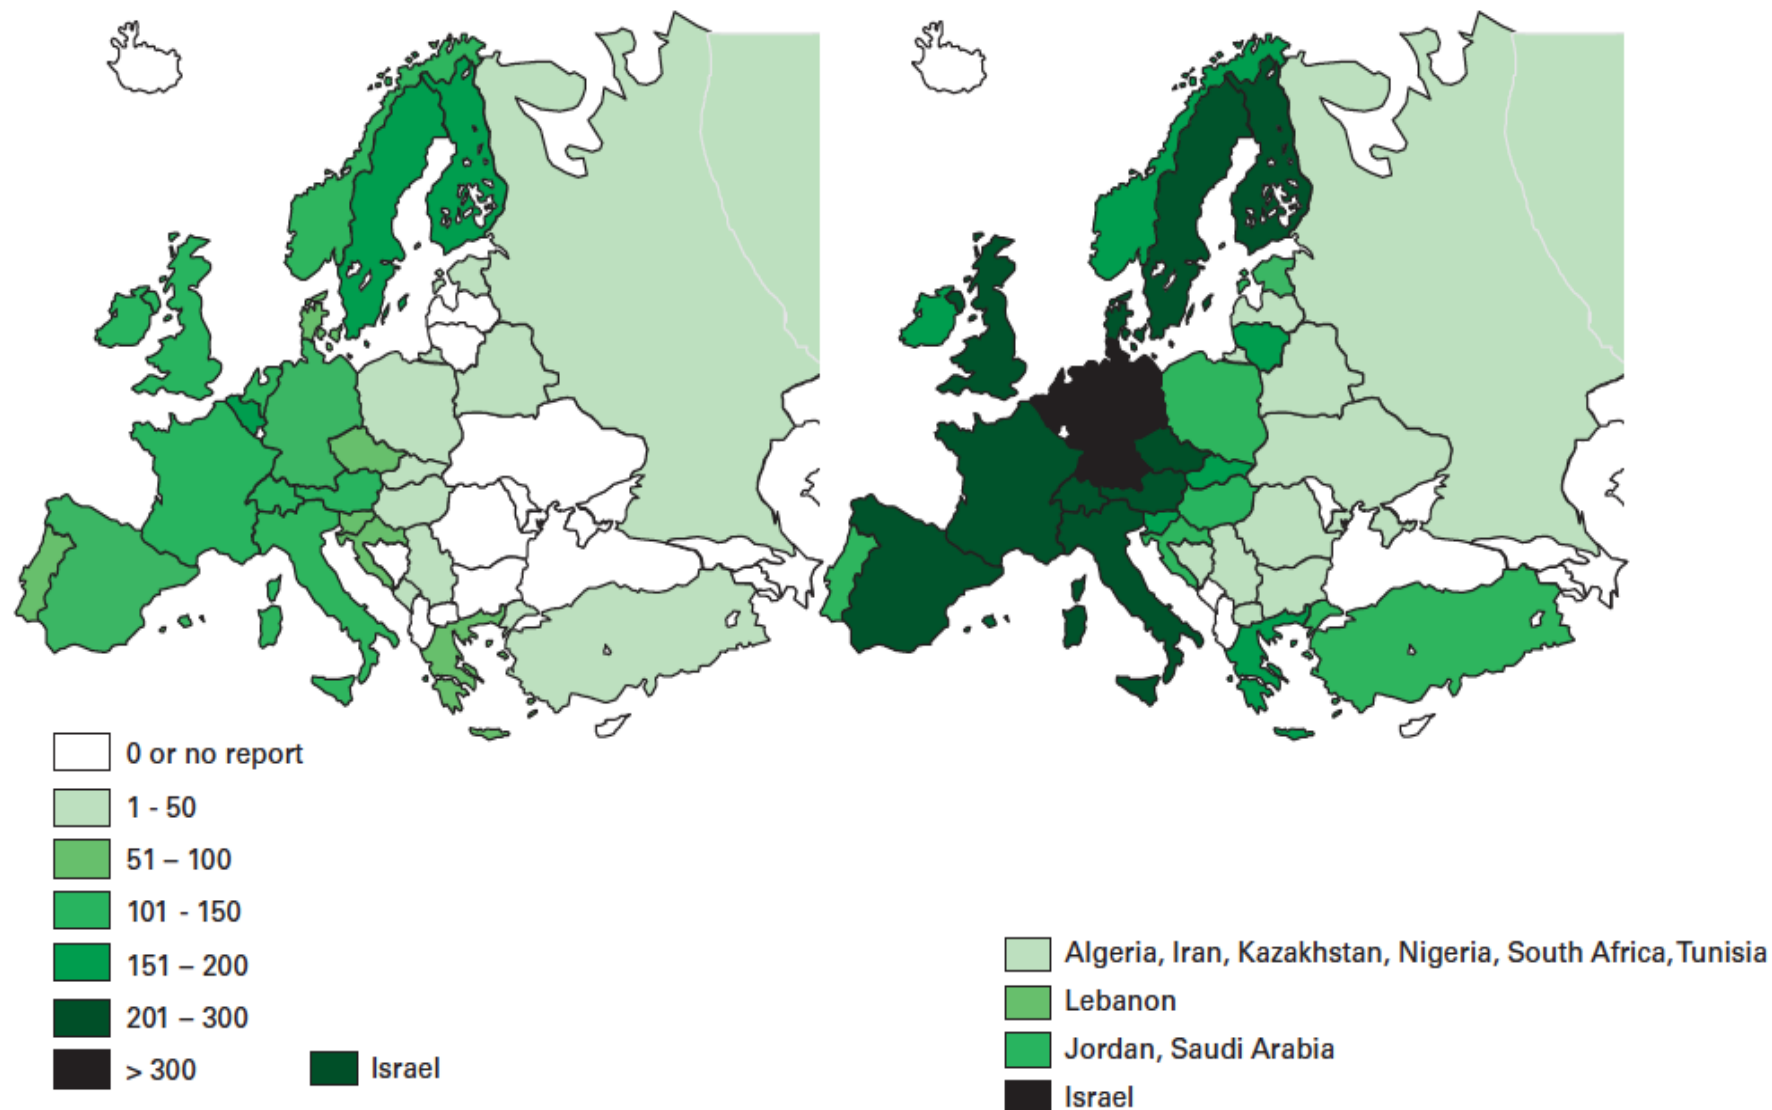 0 or no report
1 - 50
51 – 100
101 - 150
151 – 200
201 – 300
> 300
Israel
Algeria, Iran, Kazakhstan, Nigeria, South Africa, Tunisia
Lebanon
Jordan, Saudi Arabia
Israel